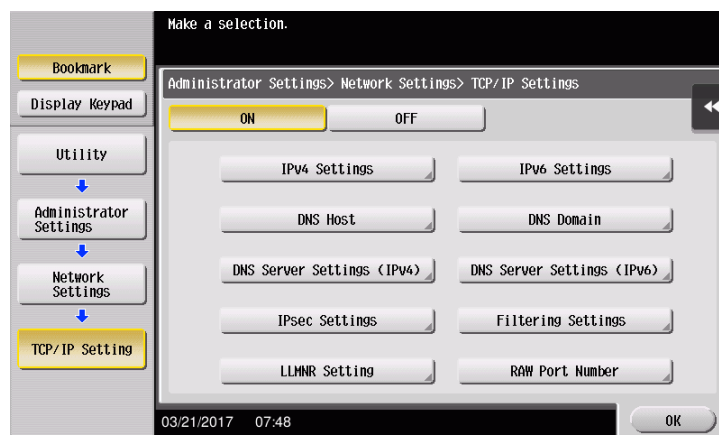 Make a selection.
Bookmark
Display Keypad
Utility
Administrator
Settings
Network
Settings
TCP/IP Setting
Administrator Settings> Network Settings> TCP/IP Settings
ON OFF
IPv4 Settings IPv6 Settings
DNS Host DNS Domain
DNS Server Settings (IPv4) DNS Server Settings (IPv6)
IPsec Settings Filtering Settings
LLMNR Setting RAW Port Number
03/21/2017 07:48
OK